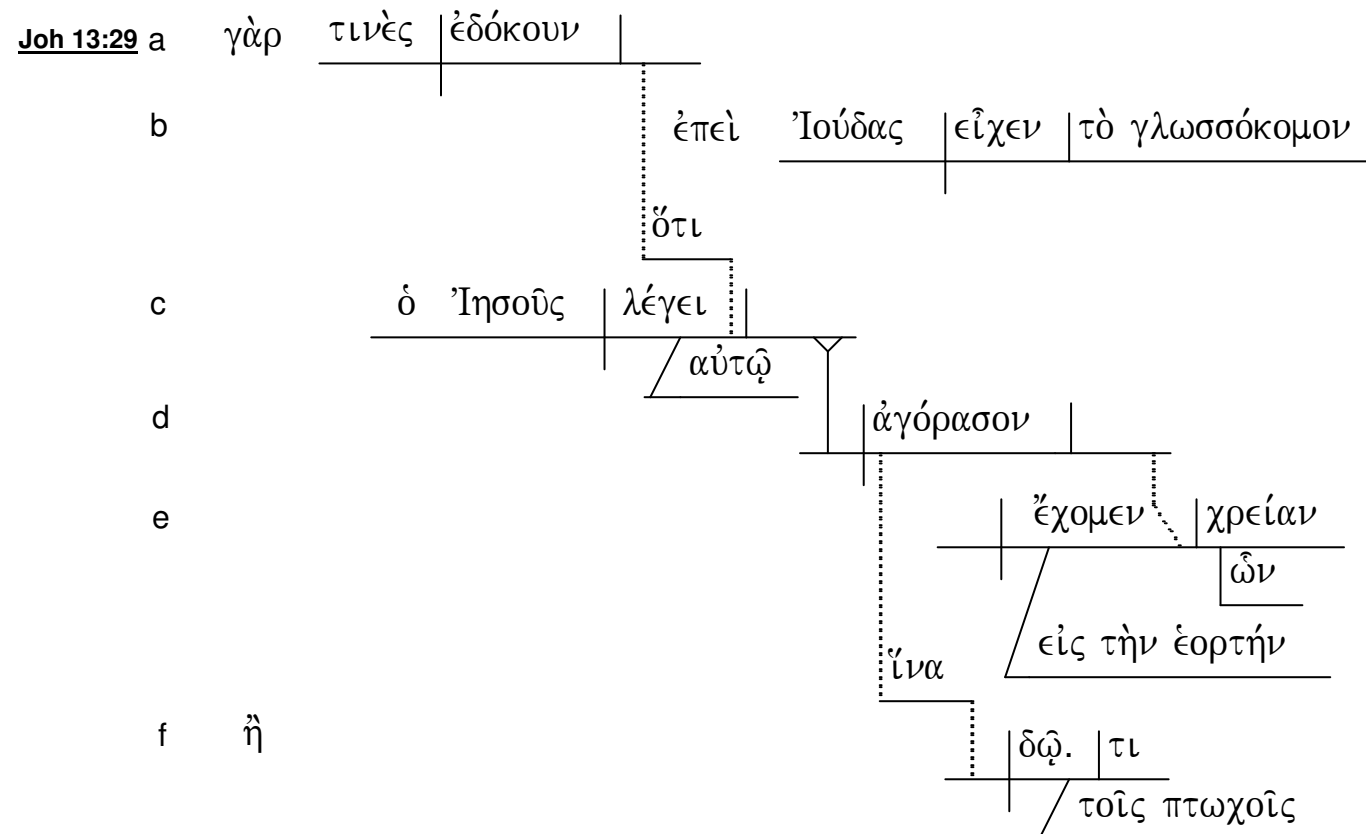 Joh 13:29 a γὰρ τινὲς ἐδόκουν
b ἐπεὶ Ἰούδας εἶχεν τὸ γλωσσόκομον
ὅτι
c ὁ Ἰησοῦς λέγει
αὐτῷ
d ἀγόρασον
e ἔχομεν χρείαν
ὧν
εἰς τὴν ἑορτήν
ἵνα
f ἢ δῷ. τι
τοῖς πτωχοῖς